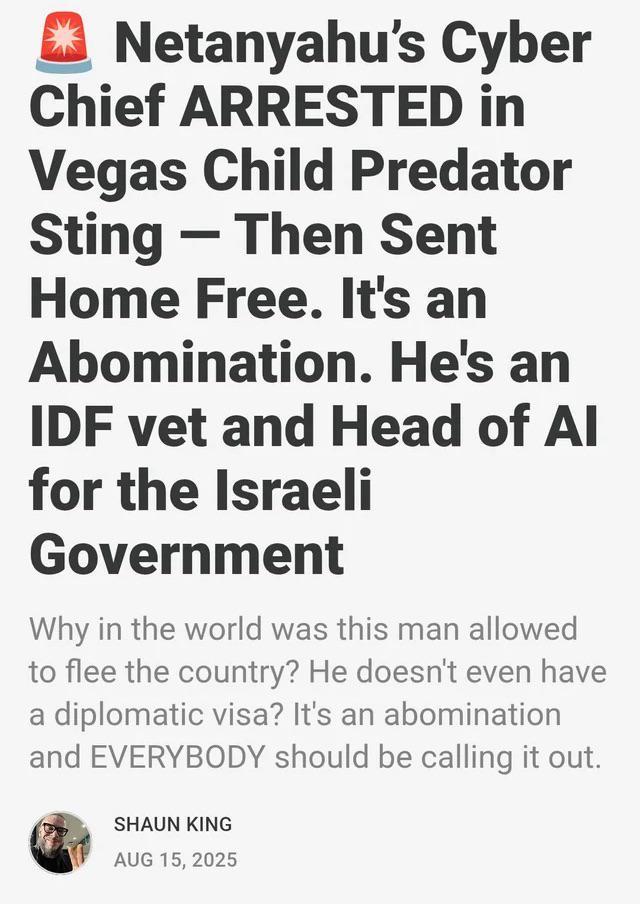 🚨 Netanyahu’s Cyber
Chief ARRESTED in
Vegas Child Predator
Sting — Then Sent
Home Free. It's an
Abomination. He's an
IDF vet and Head of AI
for the Israeli
Government
Why in the world was this man allowed
to flee the country? He doesn't even have
a diplomatic visa? It's an abomination
and EVERYBODY should be calling it out.
SHAUN KING
AUG 15, 2025